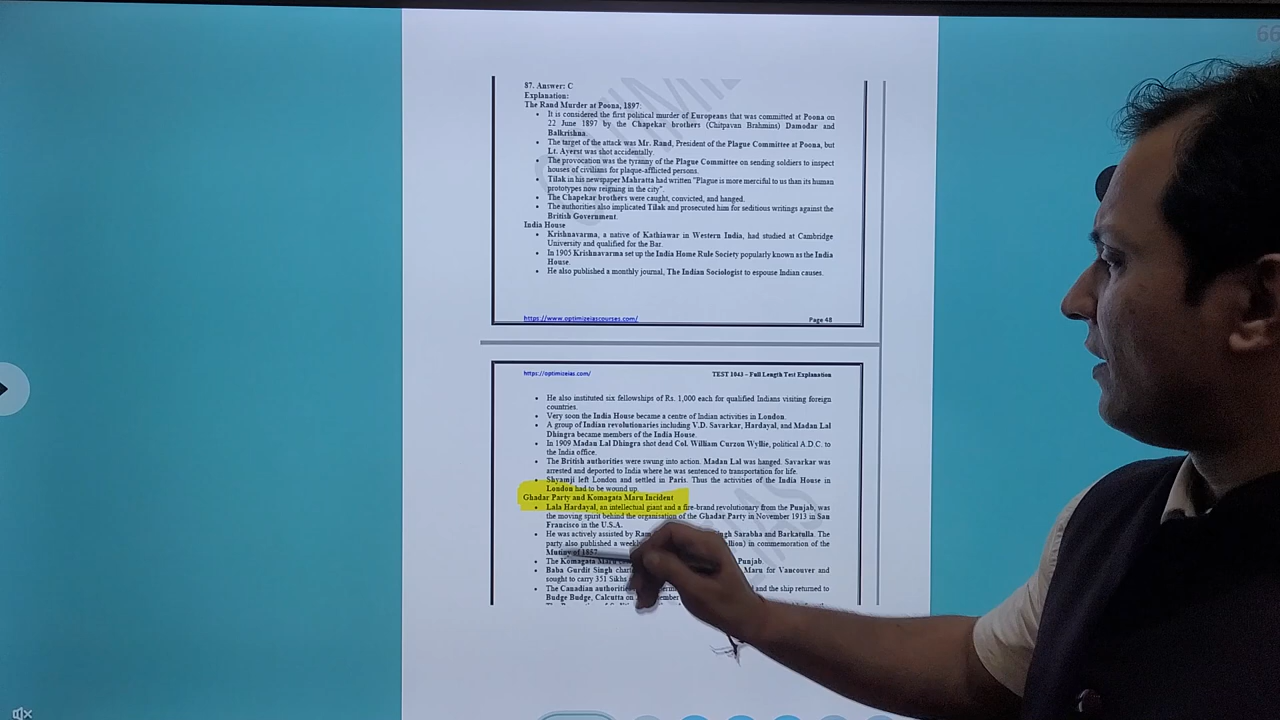 66
87. Answer: C
Explanation:
The Rand Murder at Poona, 1897:
• It is considered the first political murder of Europeans that was committed at Poona on
22 June 1897 by the Chapekar brothers (Chitpavan Brahmins) Damodar and
Balkrishna
• The target of the attack was Mr. Rand, President of the Plague Committee at Poona, but
Lt. Ayerst was shot accidentally.
• The provocation was the tyranny of the Plague Committee on sending soldiers to inspect
houses of civilians for plaque-afflicted persons.
• Tilak in his newspaper Mahratta had written "Plague is more merciful to us than its human
prototypes now reigning in the city".
• The Chapekar brothers were caught, convicted, and hanged.
• The authorities also implicated Tilak and prosecuted him for seditious writings against the
British Government.
India House
• Krishnavarma, a native of Kathiawar in Western India, had studied at Cambridge
University and qualified for the Bar.
• In 1905 Krishnavarma set up the India Home Rule Society popularly known as the India
House.
• He also published a monthly journal, The Indian Sociologist to espouse Indian causes.
https://www.optimizeiascourses.com/ Page 48
https://optimizeias.com/ TEST 1043 – Full Length Test Explanation
• He also instituted six fellowships of Rs. 1,000 each for qualified Indians visiting foreign
countries.
• Very soon the India House became a centre of Indian activities in London.
• A group of Indian revolutionaries including V.D. Savarkar, Hardayal, and Madan Lal
Dhingra became members of the India House.
• In 1909 Madan Lal Dhingra shot dead Col. William Curzon Wyllie, political A.D.C. to
the India office.
• The British authorities were swung into action. Madan Lal was hanged. Savarkar was
arrested and deported to India where he was sentenced to transportation for life.
• Shyamji left London and settled in Paris. Thus the activities of the India House in
London had to be wound up.
Ghadar Party and Komagata Maru Incident
• Lala Hardayal, an intellectual giant and a fire-brand revolutionary from the Punjab, was
the moving spirit behind the organisation of the Ghadar Party in November 1913 in San
Francisco in the U.S.A.
• He was actively assisted by Sarabha and Barkatulla. The
party also published a in commemoration of the
Mutiny of 1857
• The Komagata Punjab.
• Baba Gurdit Singh Maru for Vancouver and
sought to carry 351 Sikhs
• The Canadian authorities and the ship returned to
Budge Budge, Calcutta on